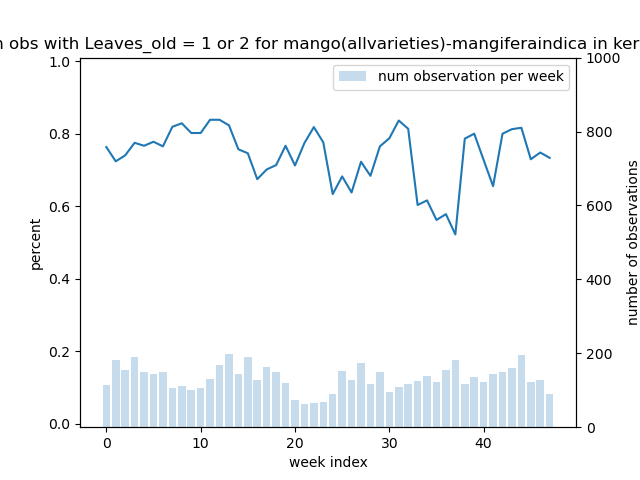 obs with Leaves_old = 1 or 2 for mango(allvarieties)-mangiferaindica in
num observation per week
percent
number of observations
1.0
0.8
0.6
0.4
0.2
0.0
1000
800
600
400
200
0
0 10 20 30 40
week index